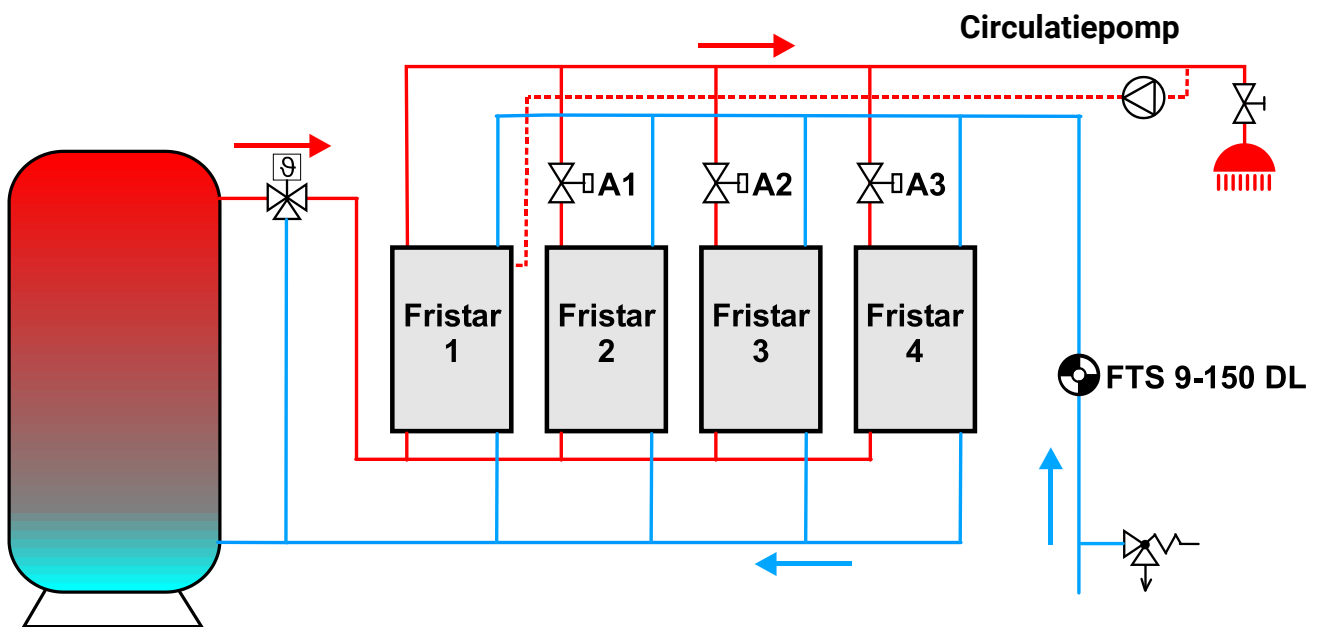 Circulatiepomp
ϑ
A1
A2
A3
Fristar
1
Fristar
2
Fristar
3
Fristar
4
FTS 9-150 DL